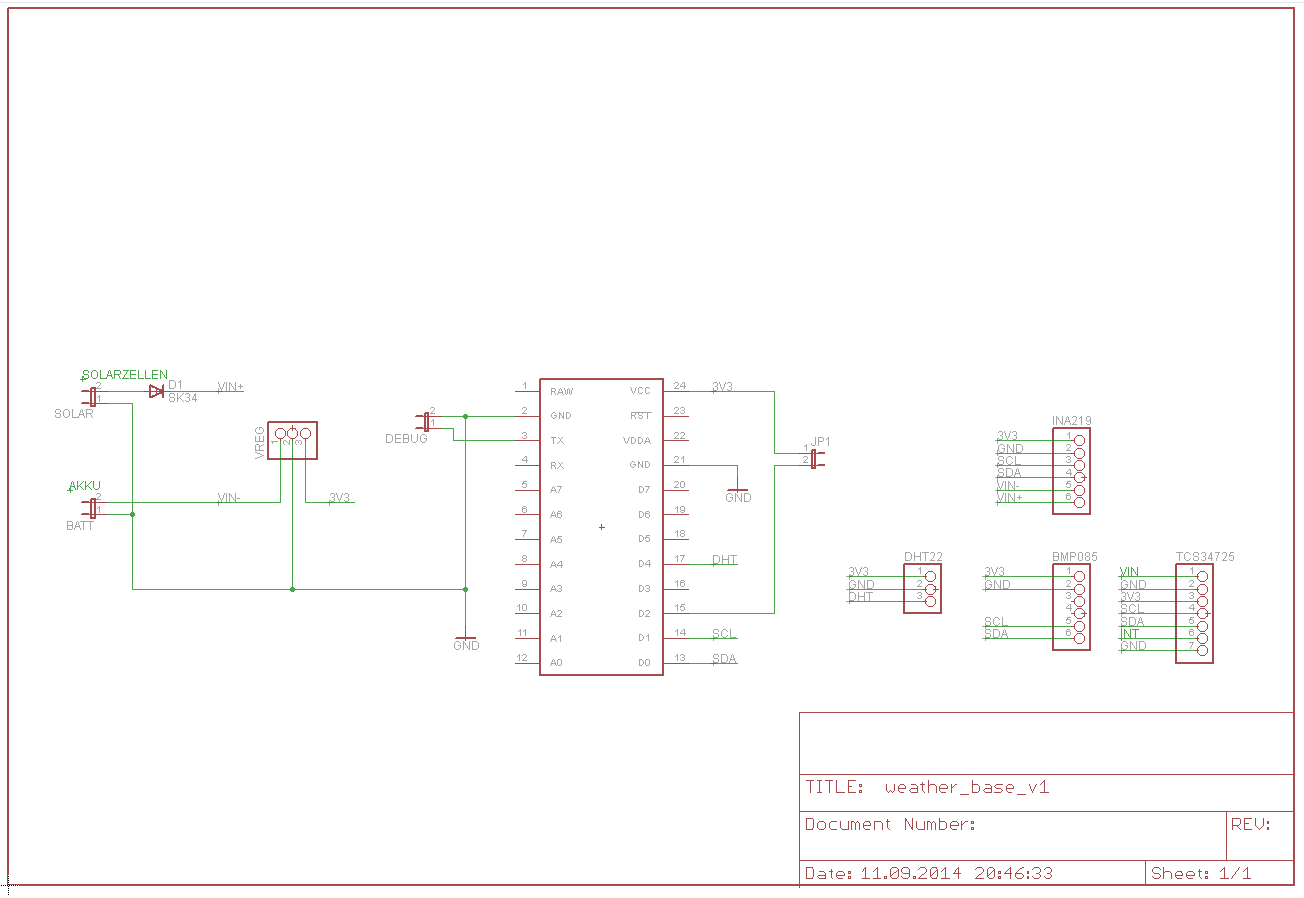 SOLARZELLEN
2
1
SOLAR
D1
SK34
VIN+
VREG
1
2
3
AKKU
2
1
BATT
VIN-
3V3
DEBUG
2
1
GND
1 RAW VCC 24 3V3
2 GND RST 23
3 TX VDDA 22
4 RX GND 21
5 A7 D7 20
6 A6 D6 19
7 A5 D5 18
8 A4 D4 17 DHT
9 A3 D3 16
10 A2 D2 15
11 A1 D1 14 SCL
12 A0 D0 13 SDA
GND
JP1
1
2
INA219
3V3 1
GND 2
SCL 3
SDA 4
VIN- 5
VIN+ 6
DHT22
3V3 1
GND 2
DHT 3
BMP085
3V3 1
GND 2
3
4
SCL 5
SDA 6
TCS34725
VIN 1
GND 2
3V3 3
SCL 4
SDA 5
INT 6
GND 7
TITLE: weather_base_v1
Document Number:
REV:
Date: 11.09.2014 20:46:33
Sheet: 1/1